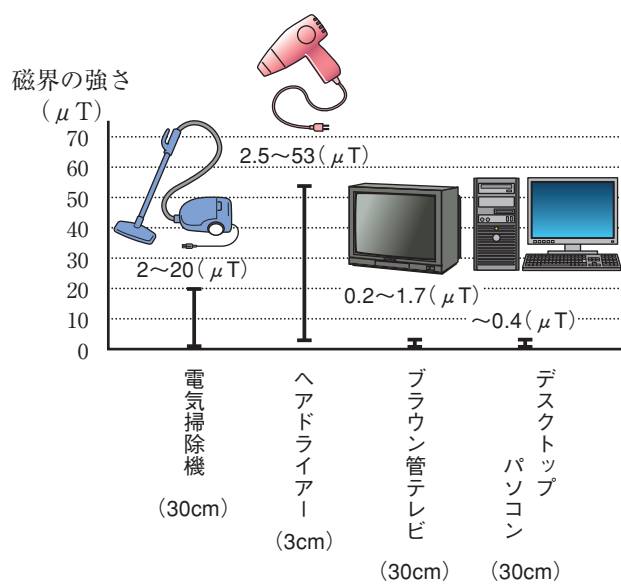 磁界の強さ
(μT)
70
60
50
40
30
20
10
0
2～20(μT)
2.5～53(μT)
0.2～1.7(μT)
～0.4(μT)
電気掃除機
(30cm)
ヘアドライアー
(3cm)
ブラウン管テレビ
(30cm)
デスクトップ
パソコン
(30cm)